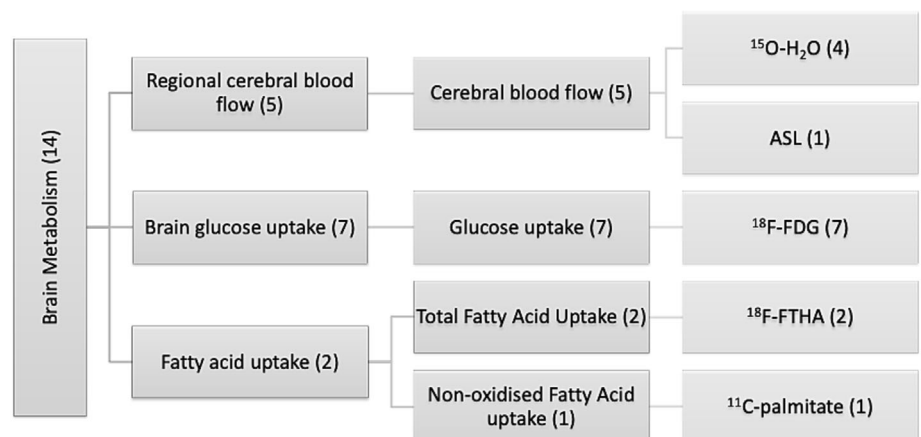 Brain Metabolism (14)
Regional cerebral blood
flow (5)
Cerebral blood flow (5)
¹⁵O-H₂O (4)
ASL (1)
Brain glucose uptake (7)
Glucose uptake (7)
¹⁸F-FDG (7)
Fatty acid uptake (2)
Total Fatty Acid Uptake (2)
¹⁸F-FTHA (2)
Non-oxidised Fatty Acid
uptake (1)
¹¹C-palmitate (1)